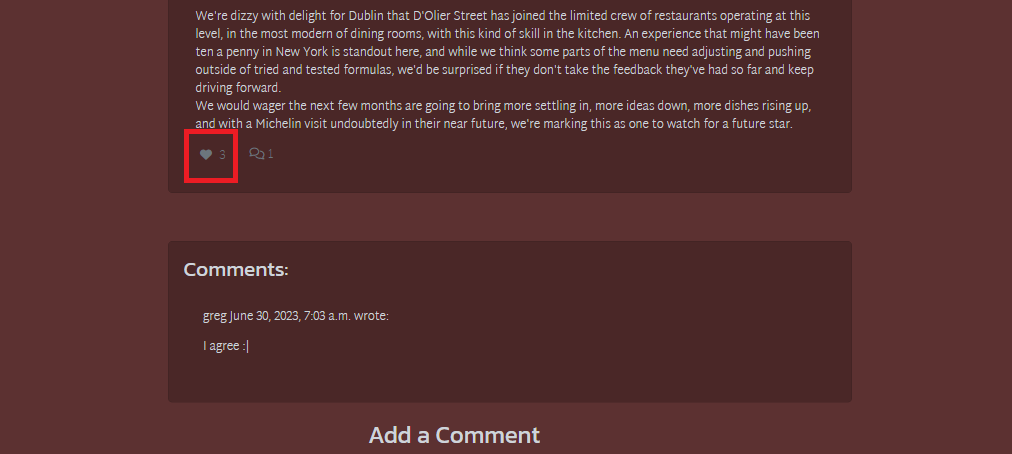 We're dizzy with delight for Dublin that D'Olier Street has joined the limited crew of restaurants operating at this
level, in the most modern of dining rooms, with this kind of skill in the kitchen. An experience that might have been
ten a penny in New York is standout here, and while we think some parts of the menu need adjusting and pushing
outside of tried and tested formulas, we'd be surprised if they don't take the feedback they've had so far and keep
driving forward.
We would wager the next few months are going to bring more settling in, more ideas down, more dishes rising up,
and with a Michelin visit undoubtedly in their near future, we're marking this as one to watch for a future star.
3 1
Comments:
greg June 30, 2023, 7:03 a.m. wrote:
I agree :|
Add a Comment